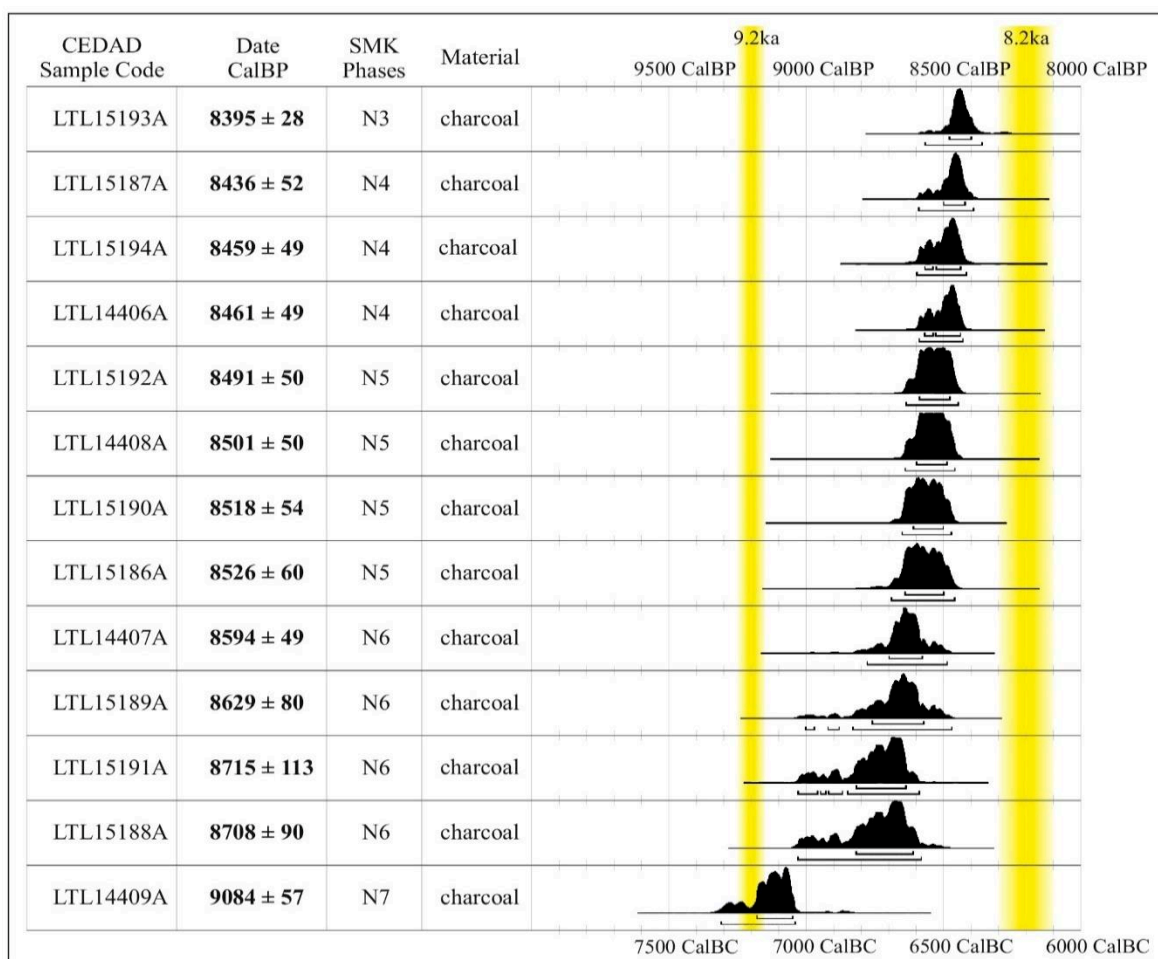 CEDAD Sample Code Date CalBP SMK Phases Material 9.2ka 8.2ka
9500 CalBP 9000 CalBP 8500 CalBP 8000 CalBP
LTL15193A 8395 ± 28 N3 charcoal
LTL15187A 8436 ± 52 N4 charcoal
LTL15194A 8459 ± 49 N4 charcoal
LTL14406A 8461 ± 49 N4 charcoal
LTL15192A 8491 ± 50 N5 charcoal
LTL14408A 8501 ± 50 N5 charcoal
LTL15190A 8518 ± 54 N5 charcoal
LTL15186A 8526 ± 60 N5 charcoal
LTL14407A 8594 ± 49 N6 charcoal
LTL15189A 8629 ± 80 N6 charcoal
LTL15191A 8715 ± 113 N6 charcoal
LTL15188A 8708 ± 90 N6 charcoal
LTL14409A 9084 ± 57 N7 charcoal
7500 CalBC 7000 CalBC 6500 CalBC 6000 CalBC